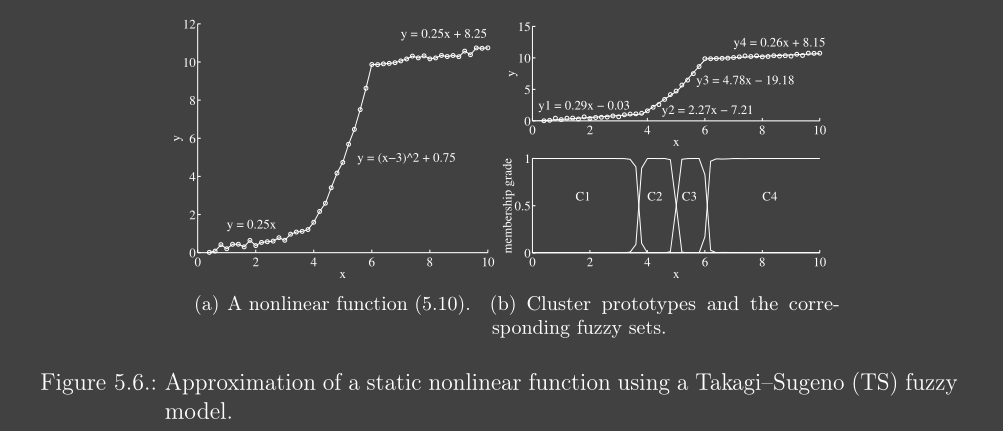 12
10
8
6
4
2
0
y
0 2 4 6 8 10
x
y = 0.25x + 8.25
y = (x−3)^2 + 0.75
y = 0.25x
15
10
5
0
y
0 2 4 6 8 10
x
y4 = 0.26x + 8.15
y3 = 4.78x − 19.18
y1 = 0.29x − 0.03
y2 = 2.27x − 7.21
membership grade
1
0.5
0
C1 C2 C3 C4
0 2 4 6 8 10
x
(a) A nonlinear function (5.10).
(b) Cluster prototypes and the corre-
sponding fuzzy sets.
Figure 5.6.: Approximation of a static nonlinear function using a Takagi–Sugeno (TS) fuzzy
model.